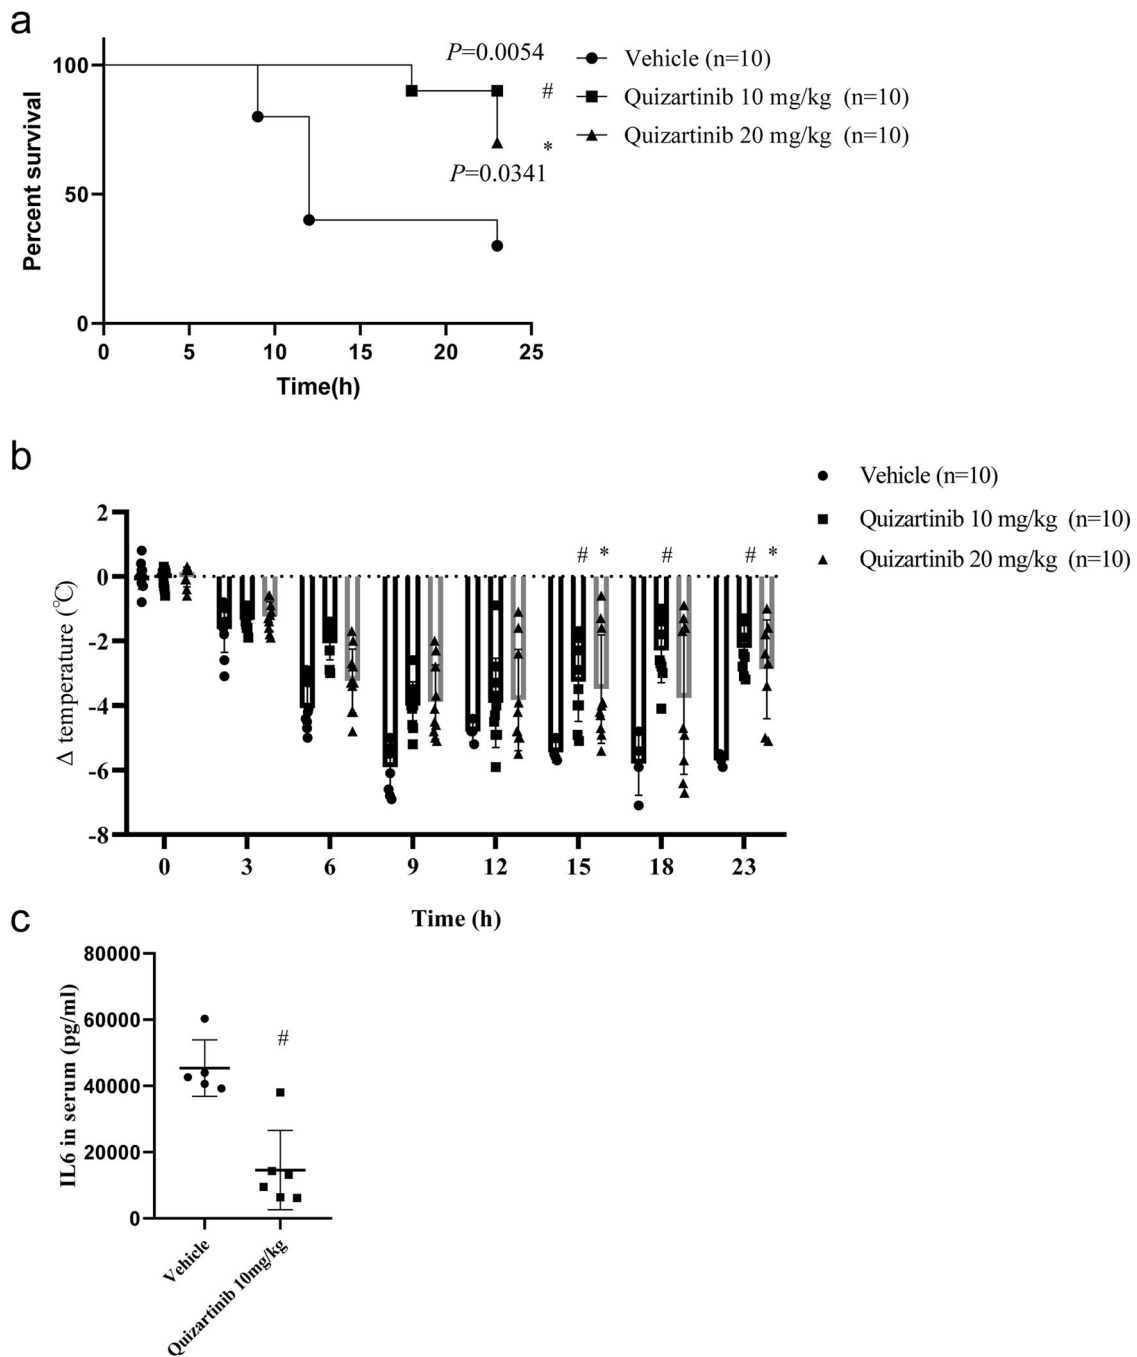 a
P=0.0054
Vehicle (n=10)
100
#
Quizartinib 10 mg/kg (n=10)
*
Quizartinib 20 mg/kg (n=10)
P=0.0341
Percent survival
50
0
0 5 10 15 20 25
Time(h)
b
Vehicle (n=10)
Quizartinib 10 mg/kg (n=10)
Quizartinib 20 mg/kg (n=10)
2
# * # # *
0
Δ temperature (℃)
-2
-4
-6
-8
0 3 6 9 12 15 18 23
Time (h)
c
80000
60000
#
IL6 in serum (pg/ml)
40000
20000
0
Vehicle
Quizartinib 10mg/kg